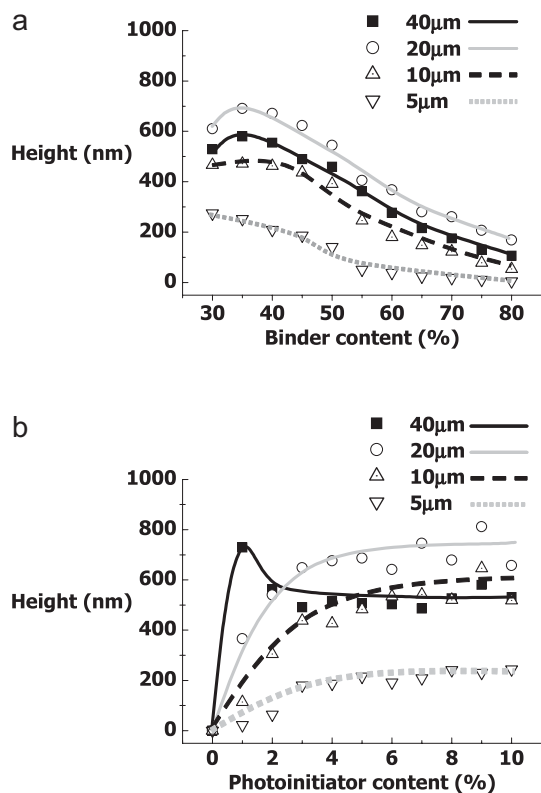 a
40μm
20μm
10μm
5μm
1000
800
600
400
200
0
Height (nm)
30 40 50 60 70 80
Binder content (%)
b
40μm
20μm
10μm
5μm
1000
800
600
400
200
0
Height (nm)
0 2 4 6 8 10
Photoinitiator content (%)